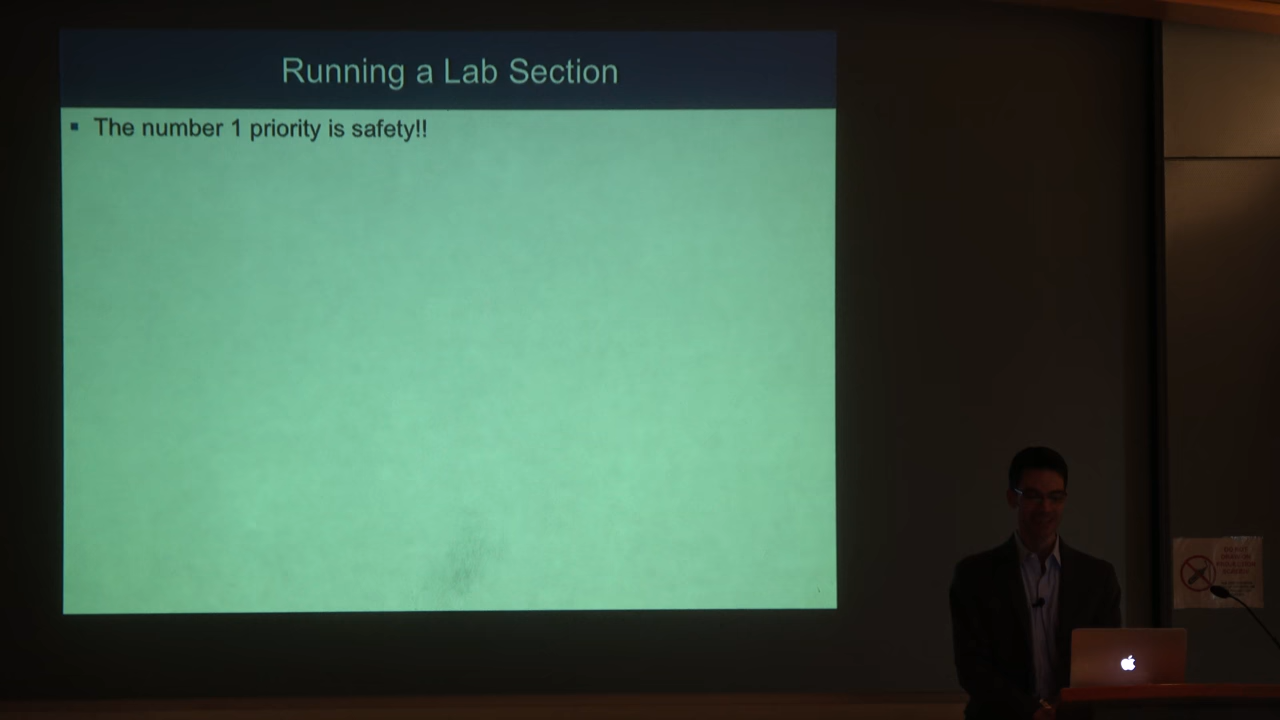 Running a Lab Section
▪ The number 1 priority is safety!!